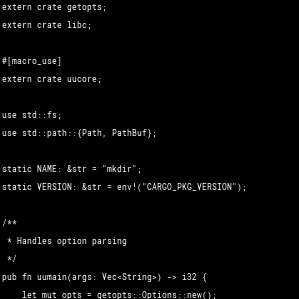 extern crate getopts;
extern crate libc;
#[macro_use]
extern crate uucore;
use std::fs;
use std::path::{Path, PathBuf};
static NAME: &str = "mkdir";
static VERSION: &str = env!("CARGO_PKG_VERSION");
/**
 * Handles option parsing
 */
pub fn uumain(args: Vec<String>) -> i32 {
    let mut opts = getopts::Options::new();